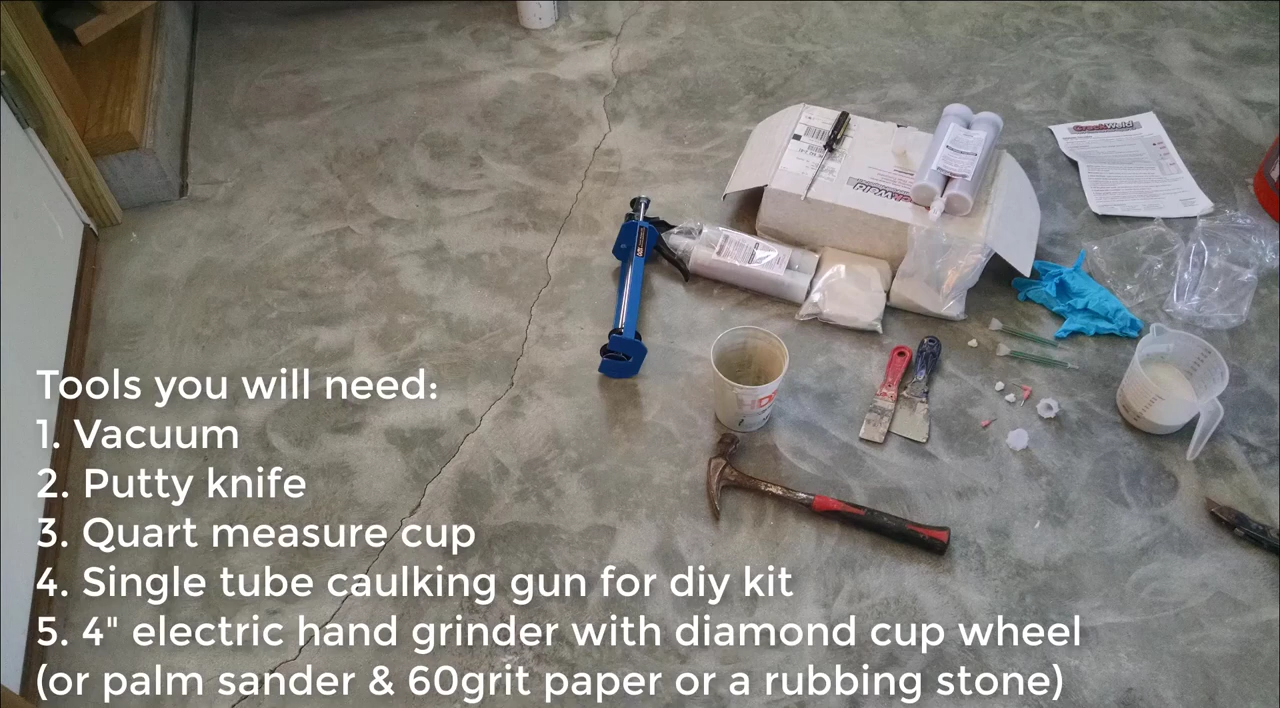 CrackWeld
Tools you will need:
1. Vacuum
2. Putty knife
3. Quart measure cup
4. Single tube caulking gun for diy kit
5. 4" electric hand grinder with diamond cup wheel
(or palm sander & 60grit paper or a rubbing stone)